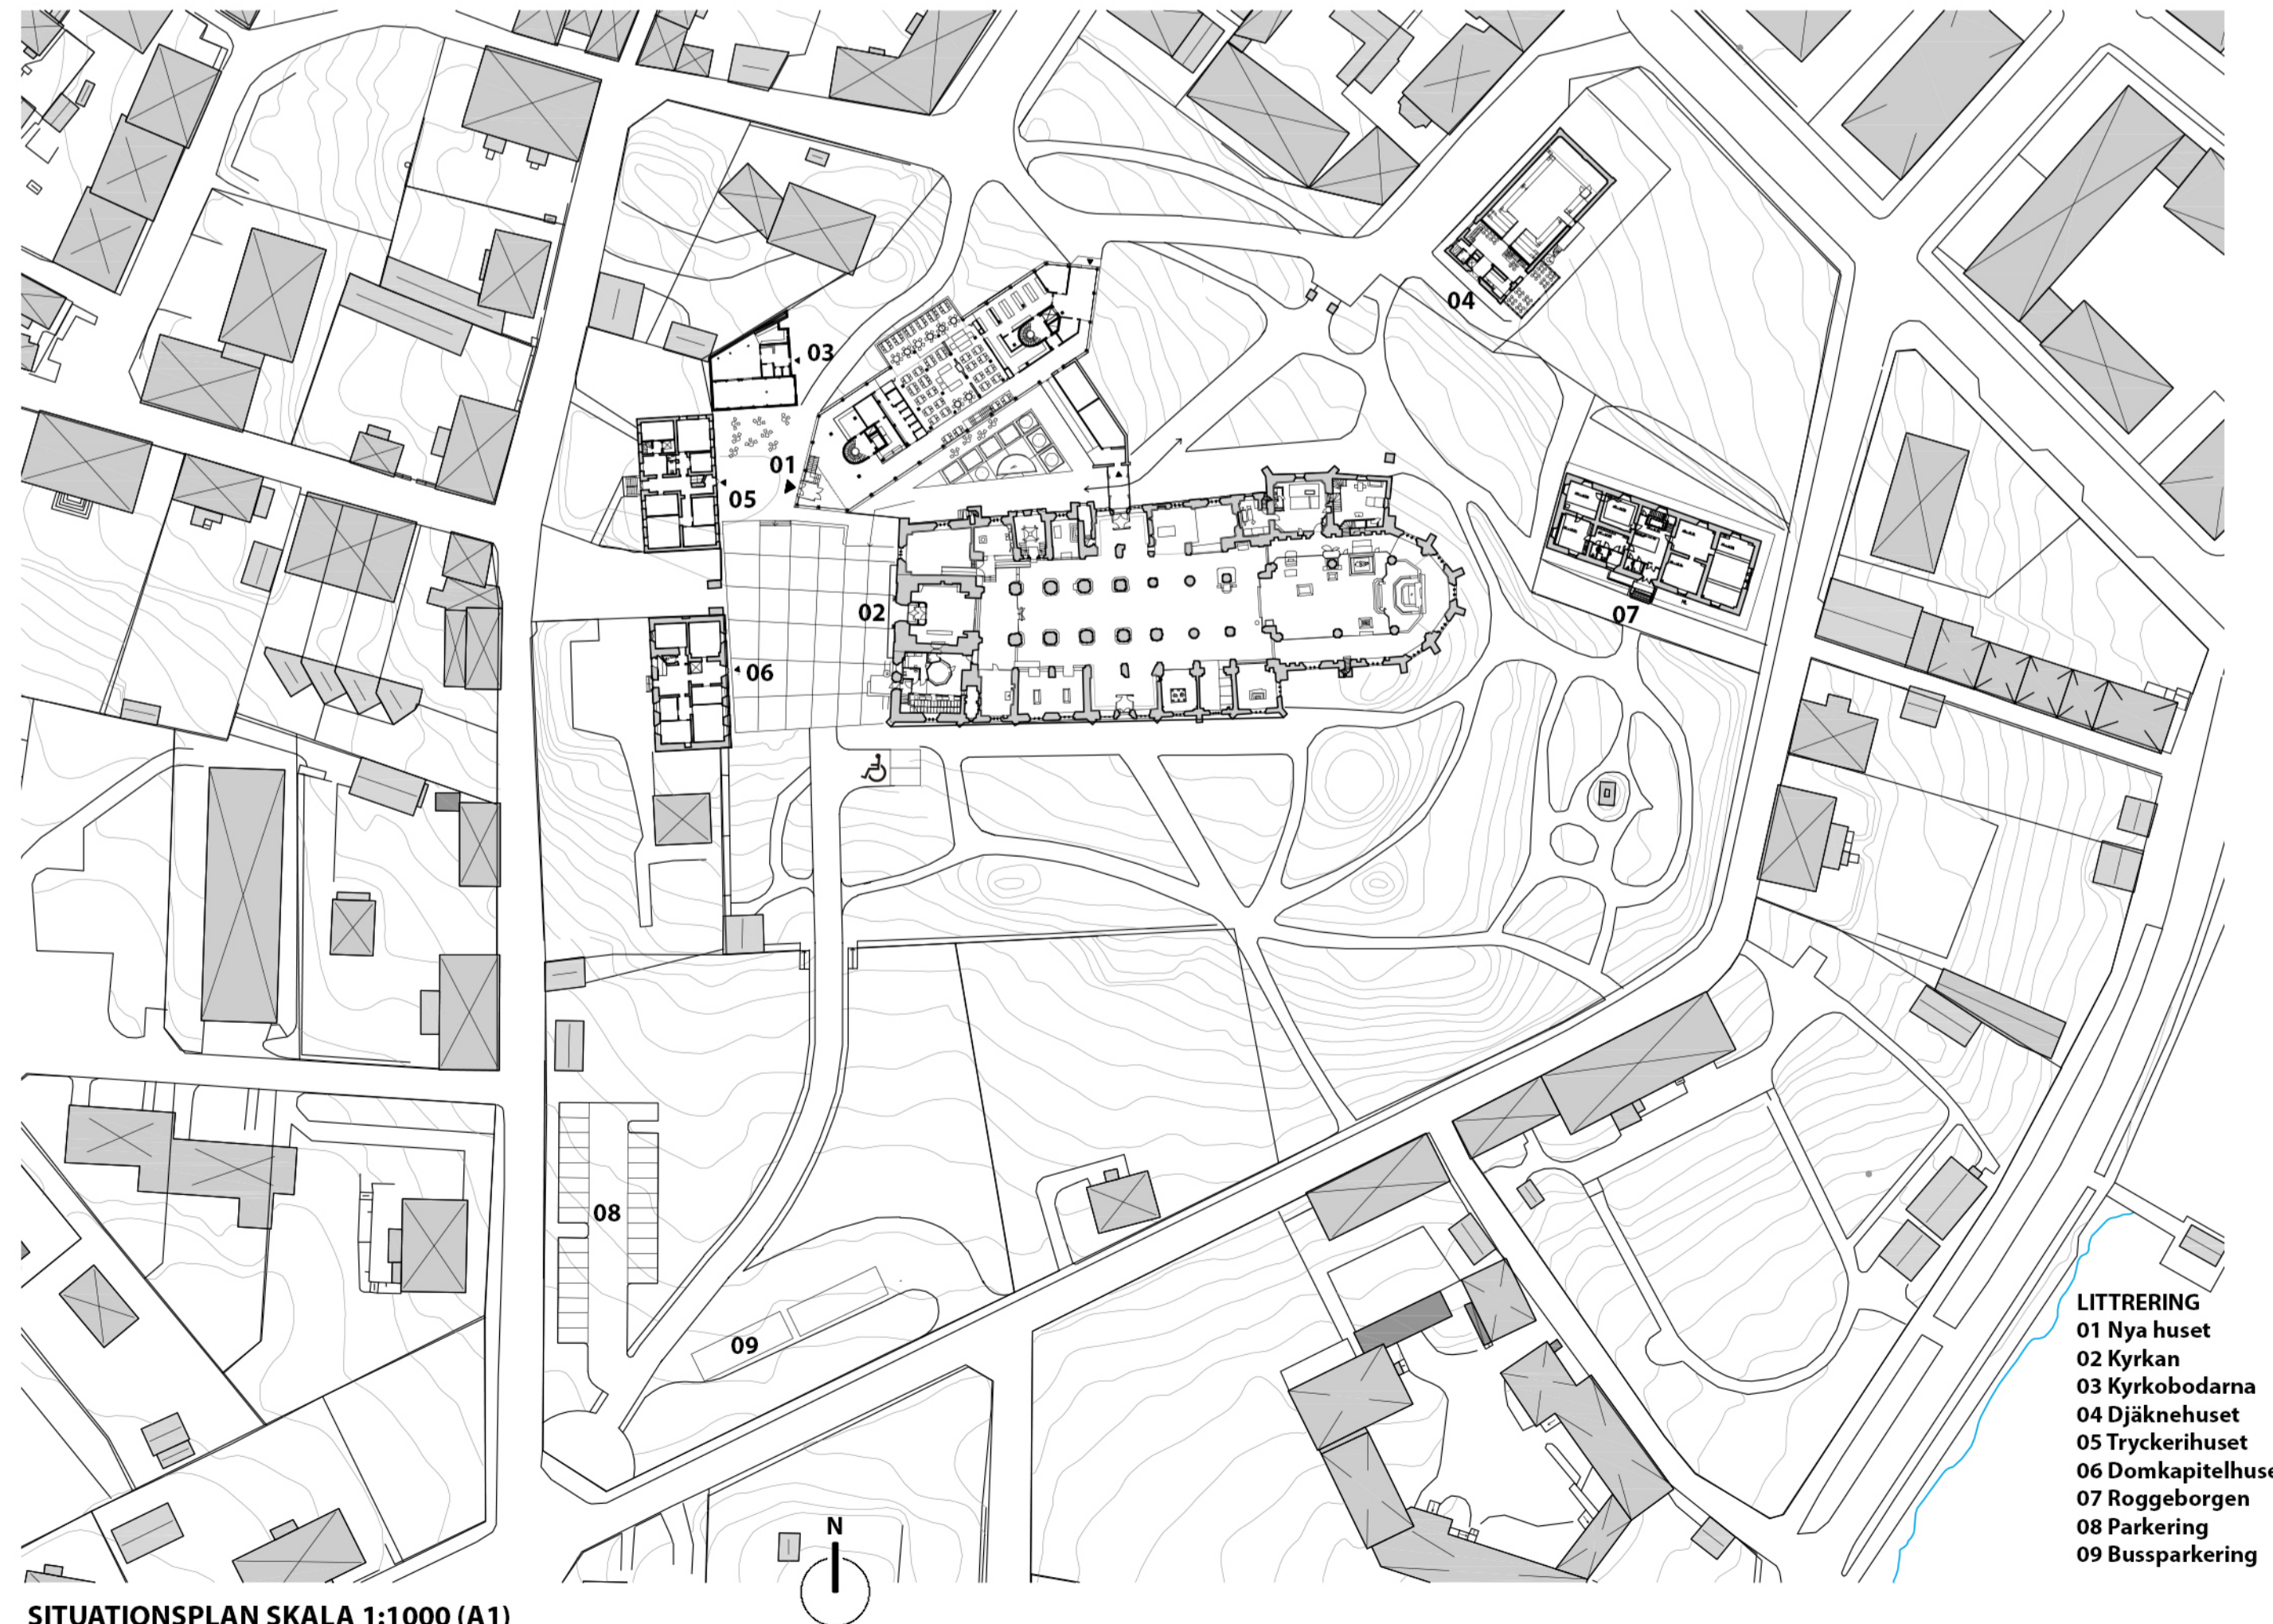 04
03
01
05
02
07
06
08
09
LITTRERING
01 Nya huset
02 Kyrkan
03 Kyrkobodarna
04 Djäknehuset
05 Tryckerihuset
06 Domkapitelhuse
07 Roggeborgen
08 Parkering
09 Bussparkering
N
SITUATIONSPLAN SKALA 1:1000 (A1)